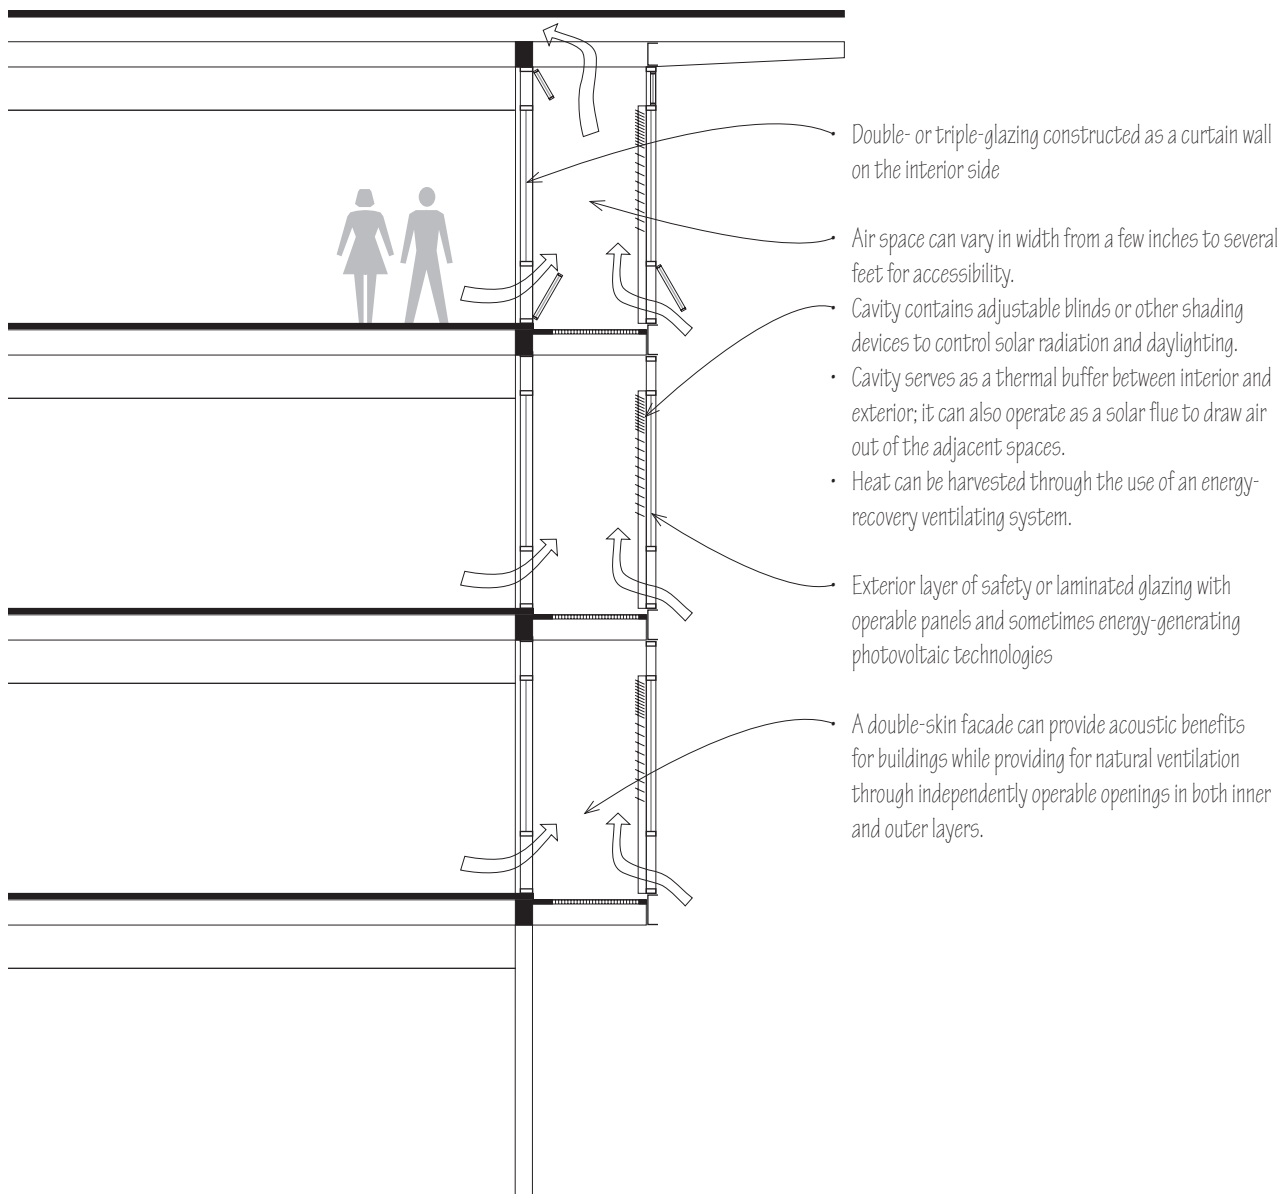 • Double- or triple-glazing constructed as a curtain wall
on the interior side
• Air space can vary in width from a few inches to several
feet for accessibility.
• Cavity contains adjustable blinds or other shading
devices to control solar radiation and daylighting.
• Cavity serves as a thermal buffer between interior and
exterior; it can also operate as a solar flue to draw air
out of the adjacent spaces.
• Heat can be harvested through the use of an energy-
recovery ventilating system.
• Exterior layer of safety or laminated glazing with
operable panels and sometimes energy-generating
photovoltaic technologies
• A double-skin facade can provide acoustic benefits
for buildings while providing for natural ventilation
through independently operable openings in both inner
and outer layers.